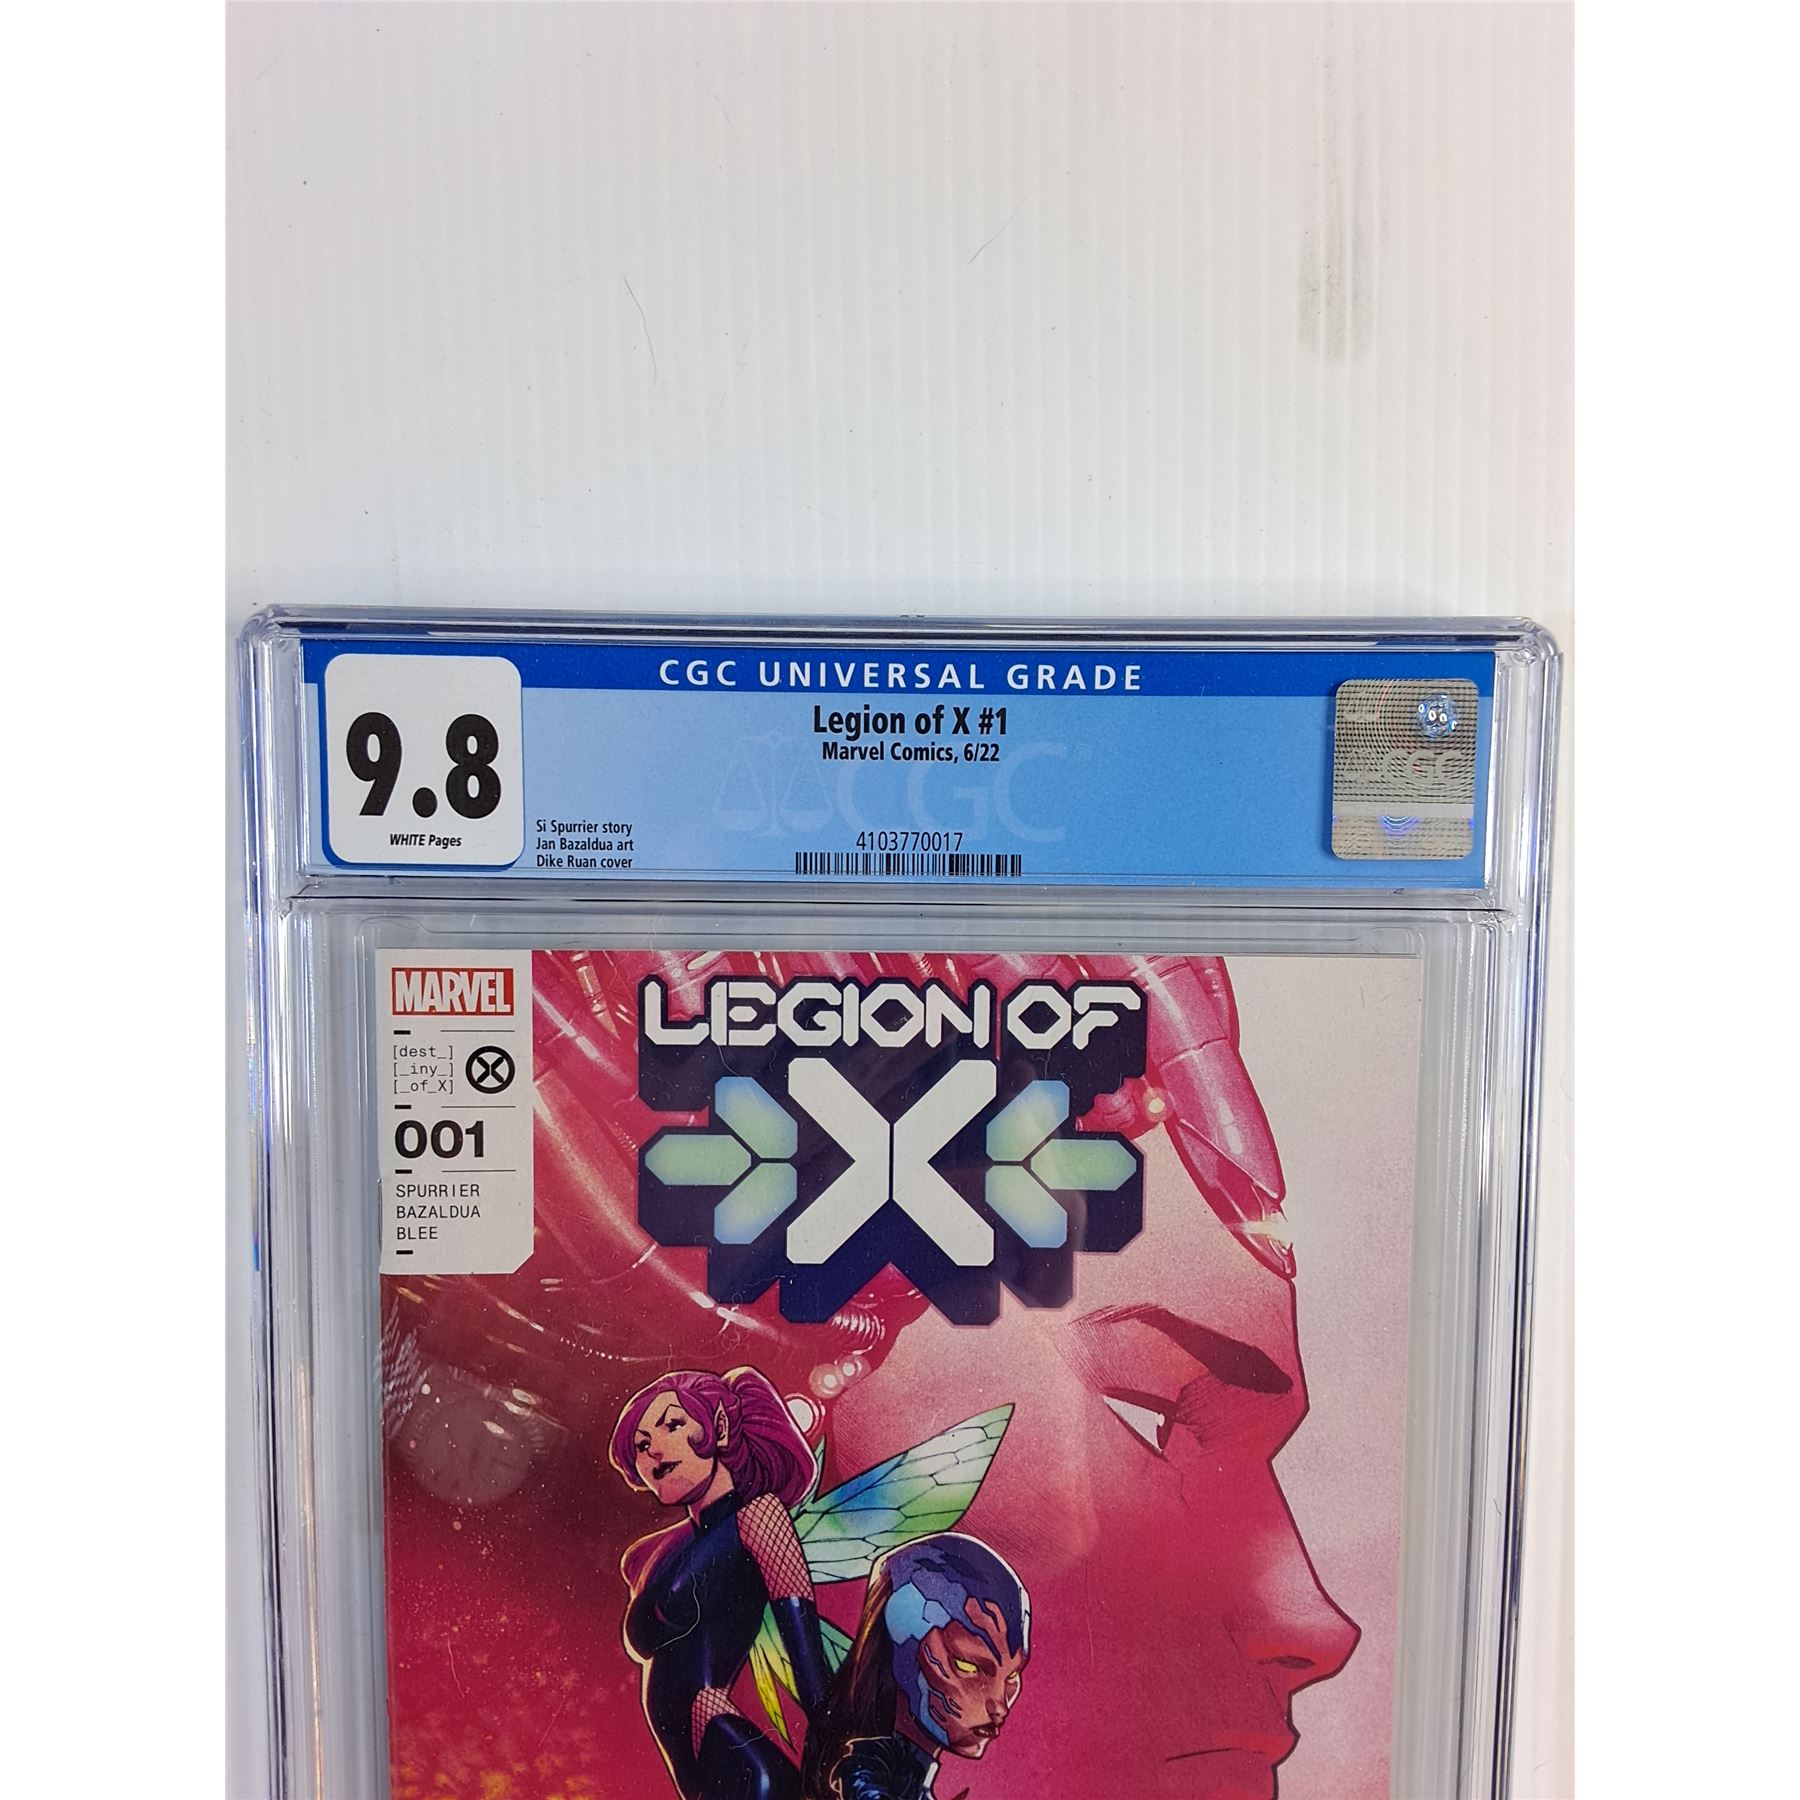 CGC UNIVERSAL GRADE
9.8
WHITE Pages
Legion of X #1
Marvel Comics, 6/22
CGC
Si Spurrier story
Jan Bazaldua art
Dike Ruan cover
4103770017
CGC
MARVEL
[dest_]
[_iny_]
[_of_X]
001
SPURRIER
BAZALDUA
BLEE
LEGION OF
X